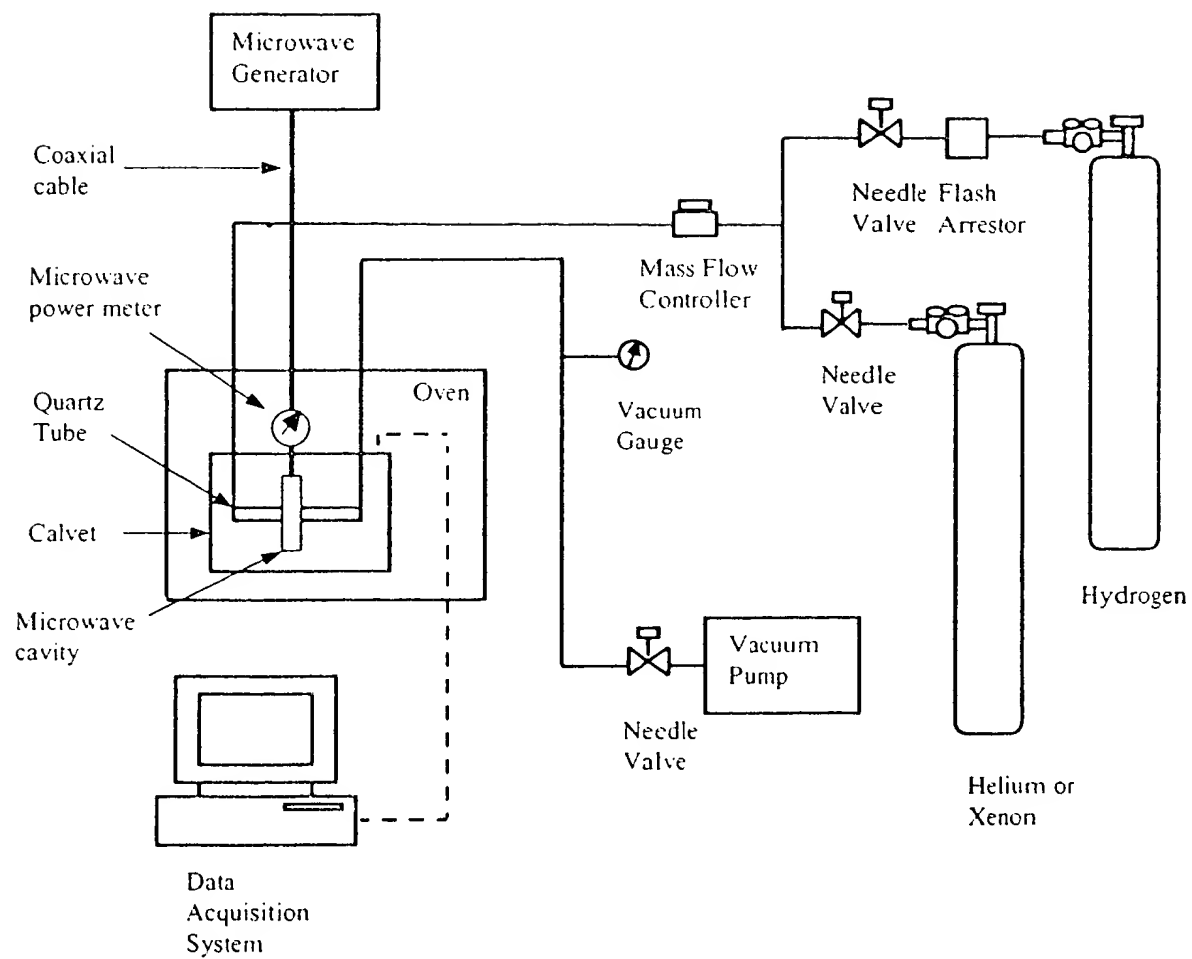 Microwave
Generator
Coaxial
cable
Needle Flash
Valve Arrestor
Mass Flow
Controller
Microwave
power meter
Oven
Needle
Valve
Quartz
Tube
Vacuum
Gauge
Calvet
Hydrogen
Microwave
cavity
Vacuum
Pump
Needle
Valve
Helium or
Xenon
Data
Acquisition
System